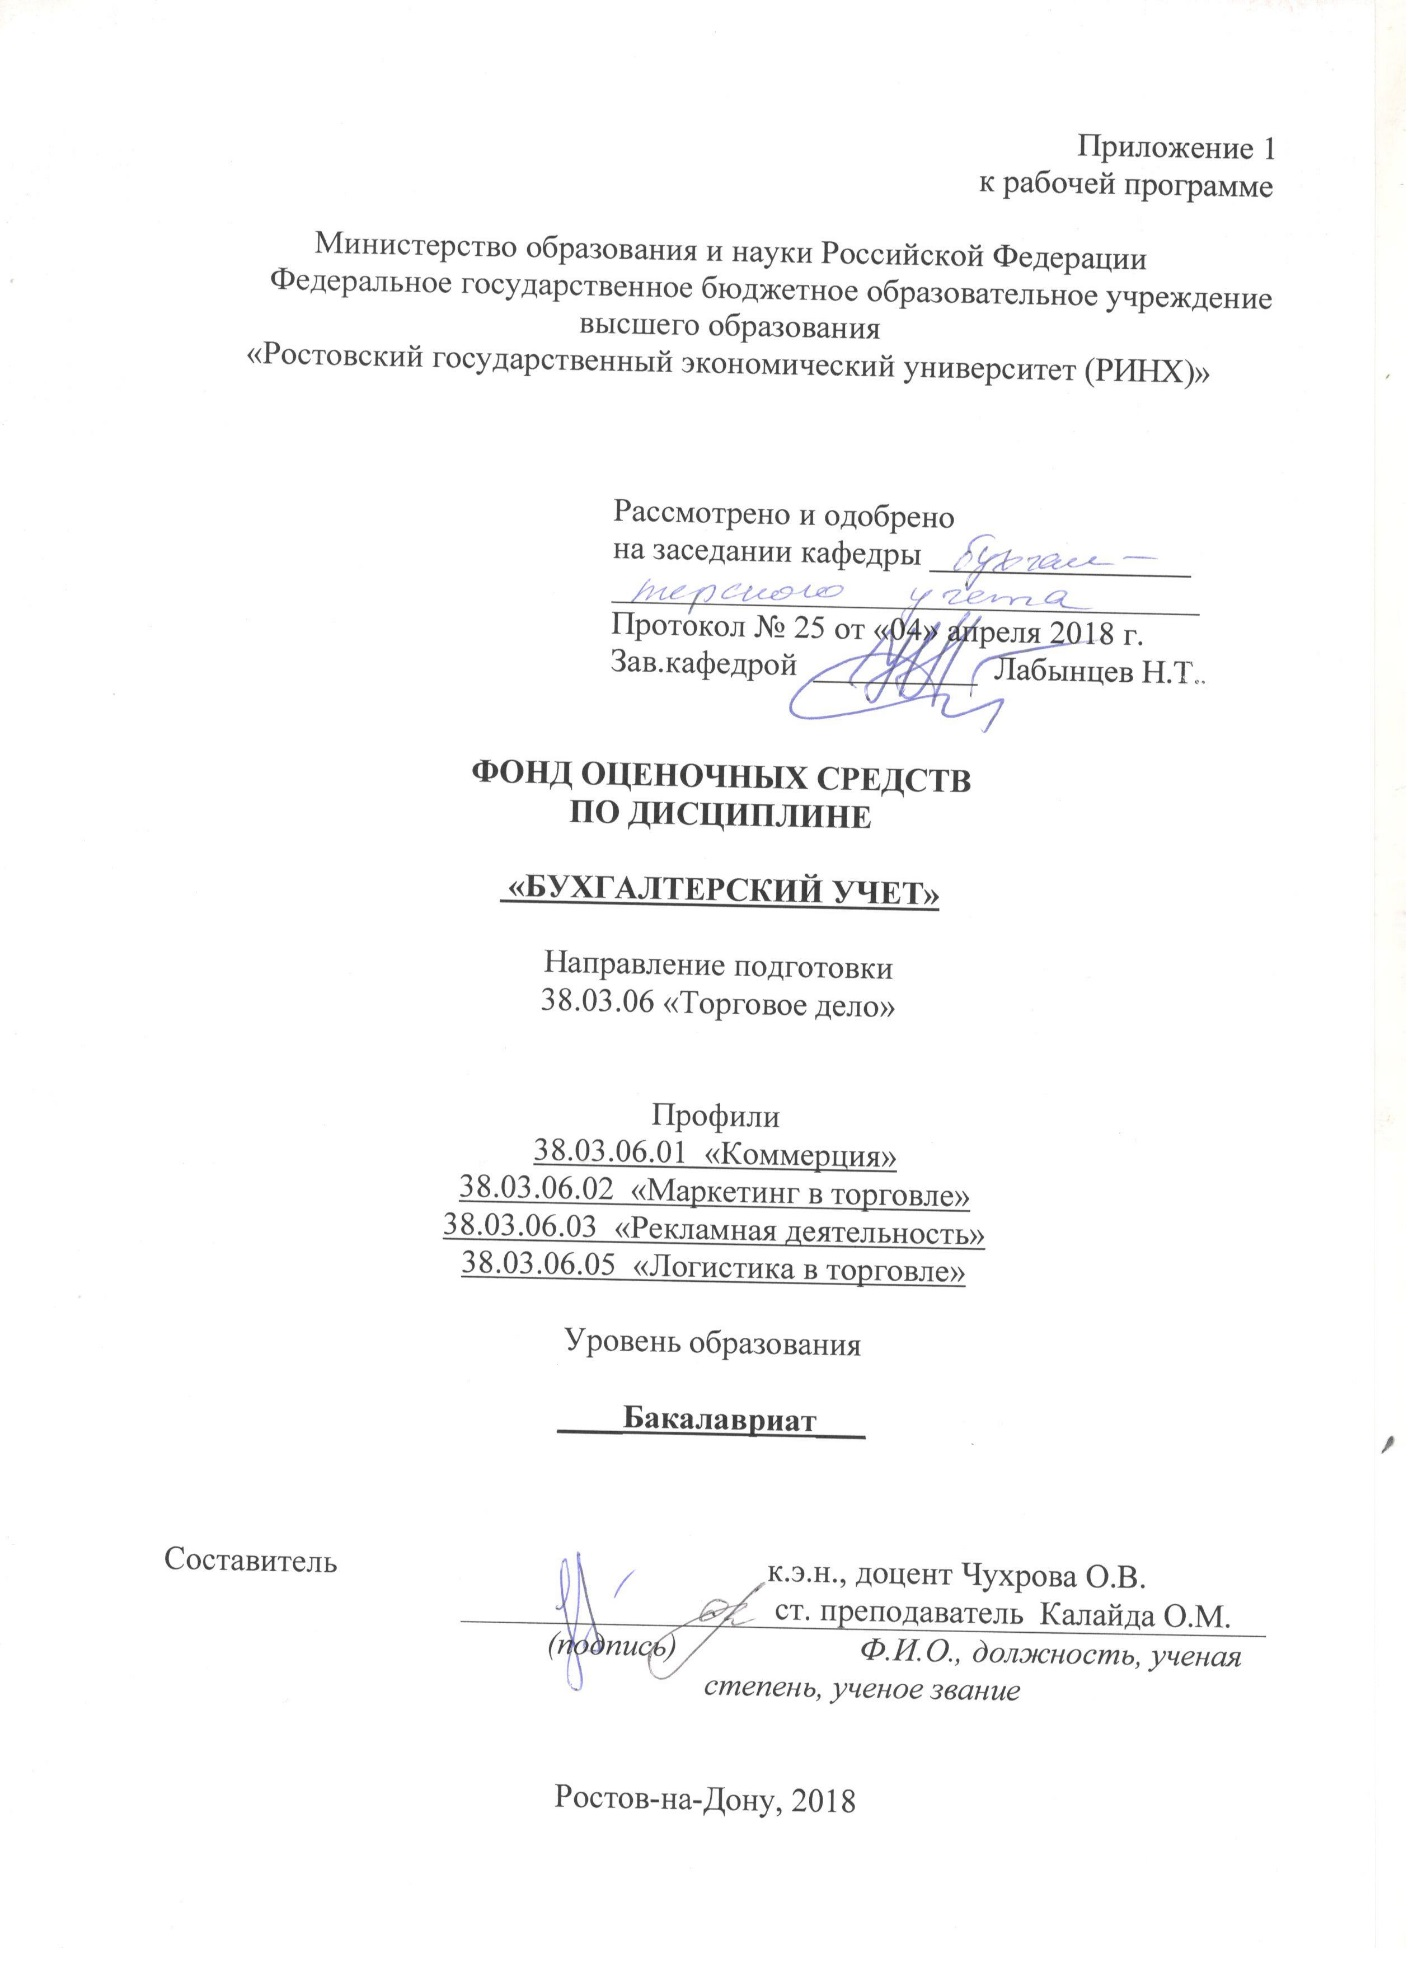 Приложение 1
к рабочей программе
Министерство образования и науки Российской Федерации
Федеральное государственное бюджетное образовательное учреждение
высшего образования
«Ростовский государственный экономический университет (РИНХ)»
Рассмотрено и одобрено
на заседании кафедры бухгал-
терского учета
Протокол № 25 от «04» апреля 2018 г.
Зав.кафедрой Лабынцев Н.Т..
ФОНД ОЦЕНОЧНЫХ СРЕДСТВ
ПО ДИСЦИПЛИНЕ
«БУХГАЛТЕРСКИЙ УЧЕТ»
Направление подготовки
38.03.06 «Торговое дело»
Профили
38.03.06.01 «Коммерция»
38.03.06.02 «Маркетинг в торговле»
38.03.06.03 «Рекламная деятельность»
38.03.06.05 «Логистика в торговле»
Уровень образования
Бакалавриат
Составитель к.э.н., доцент Чухрова О.В.
ст. преподаватель Калайда О.М.
(подпись) Ф.И.О., должность, ученая
степень, ученое звание
Ростов-на-Дону, 2018